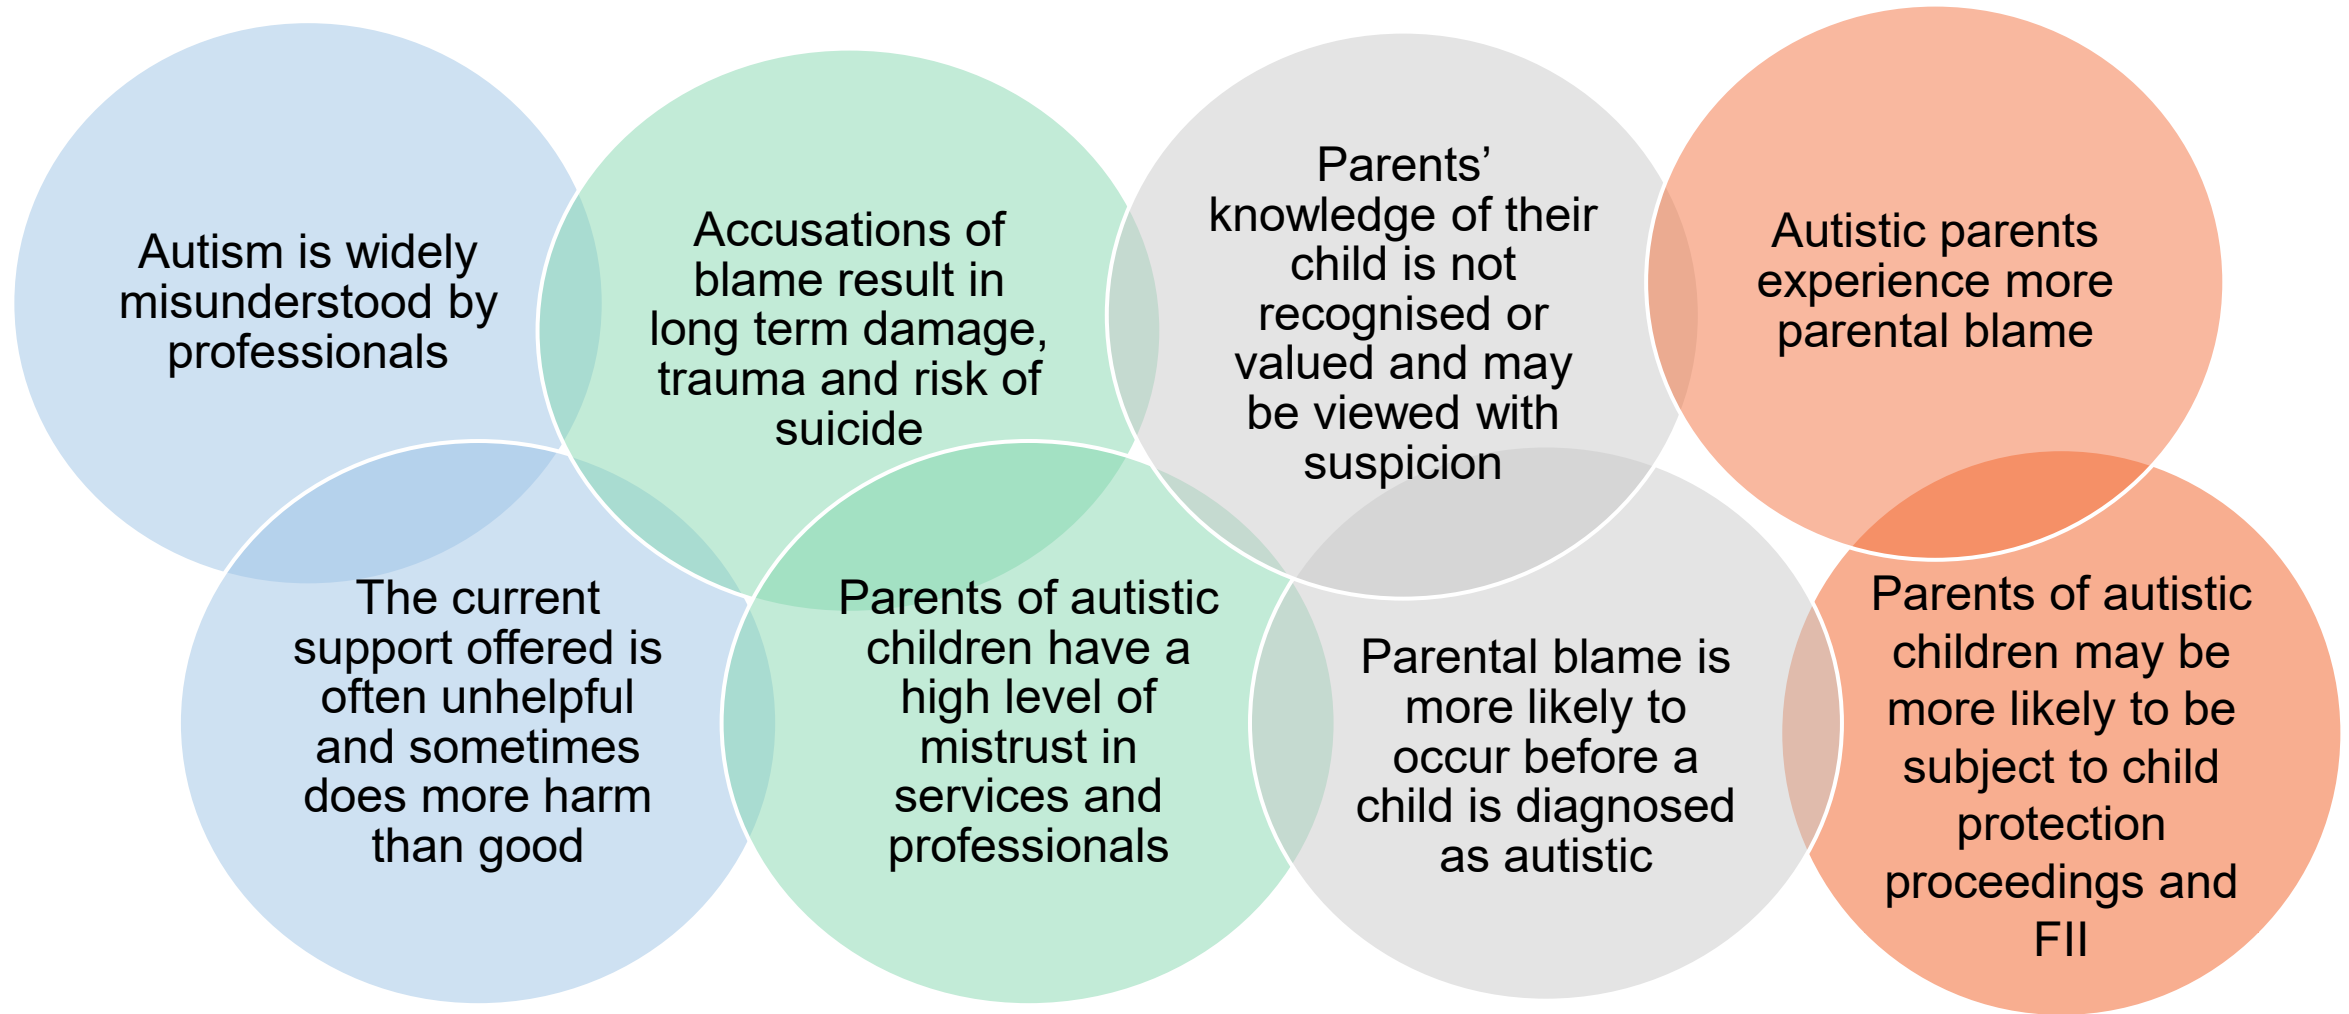 Autism is widely
misunderstood by
professionals
Accusations of
blame result in
long term damage,
trauma and risk of
suicide
Parents’
knowledge of their
child is not
recognised or
valued and may
be viewed with
suspicion
Autistic parents
experience more
parental blame
The current
support offered is
often unhelpful
and sometimes
does more harm
than good
Parents of autistic
children have a
high level of
mistrust in
services and
professionals
Parental blame is
more likely to
occur before a
child is diagnosed
as autistic
Parents of autistic
children may be
more likely to be
subject to child
protection
proceedings and
FII